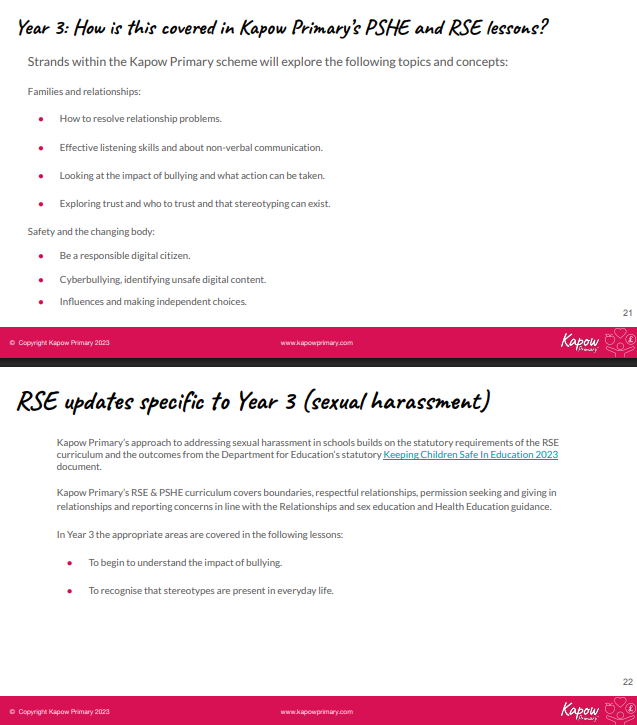 Year 3: How is this covered in Kapow Primary's PSHE and RSE lessons?
Strands within the Kapow Primary scheme will explore the following topics and concepts:
Families and relationships:
● How to resolve relationship problems.
● Effective listening skills and about non-verbal communication.
● Looking at the impact of bullying and what action can be taken.
● Exploring trust and who to trust and that stereotyping can exist.
Safety and the changing body:
● Be a responsible digital citizen.
● Cyberbullying, identifying unsafe digital content.
● Influences and making independent choices.
21
© Copyright Kapow Primary 2023
www.kapowprimary.com
Kapow
Primary
RSE updates specific to Year 3 (sexual harassment)
Kapow Primary's approach to addressing sexual harassment in schools builds on the statutory requirements of the RSE
curriculum and the outcomes from the Department for Education's statutory Keeping Children Safe In Education 2023
document.
Kapow Primary's RSE & PSHE curriculum covers boundaries, respectful relationships, permission seeking and giving in
relationships and reporting concerns in line with the Relationships and sex education and Health Education guidance.
In Year 3 the appropriate areas are covered in the following lessons:
● To begin to understand the impact of bullying.
● To recognise that stereotypes are present in everyday life.
22
© Copyright Kapow Primary 2023
www.kapowprimary.com
Kapow
Primary